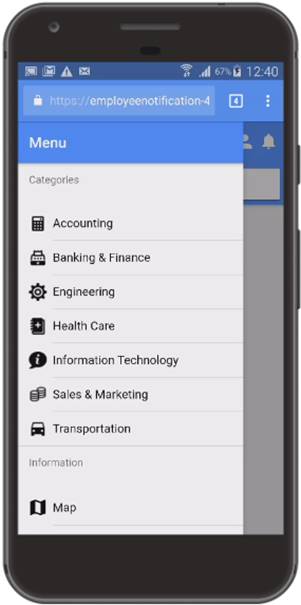 67% 12:40
https://employeenotification-4
4
Menu
Categories
Accounting
Banking & Finance
Engineering
Health Care
Information Technology
Sales & Marketing
Transportation
Information
Map